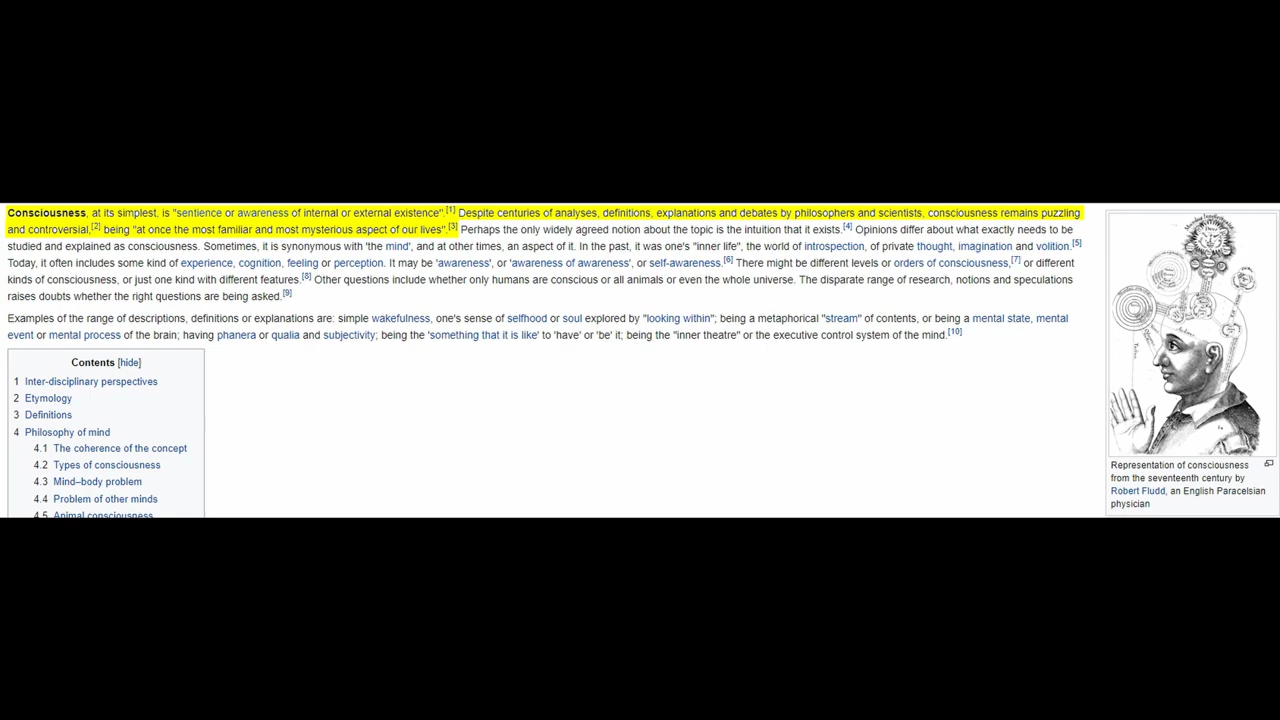 Consciousness, at its simplest, is "sentience or awareness of internal or external existence".[1] Despite centuries of analyses, definitions, explanations and debates by philosophers and scientists, consciousness remains puzzling
and controversial,[2] being "at once the most familiar and most mysterious aspect of our lives".[3] Perhaps the only widely agreed notion about the topic is the intuition that it exists.[4] Opinions differ about what exactly needs to be
studied and explained as consciousness. Sometimes, it is synonymous with 'the mind', and at other times, an aspect of it. In the past, it was one's "inner life", the world of introspection, of private thought, imagination and volition.[5]
Today, it often includes some kind of experience, cognition, feeling or perception. It may be 'awareness', or 'awareness of awareness', or self-awareness.[6] There might be different levels or orders of consciousness,[7] or different
kinds of consciousness, or just one kind with different features.[8] Other questions include whether only humans are conscious or all animals or even the whole universe. The disparate range of research, notions and speculations
raises doubts whether the right questions are being asked.[9]
Examples of the range of descriptions, definitions or explanations are: simple wakefulness, one's sense of selfhood or soul explored by "looking within"; being a metaphorical "stream" of contents, or being a mental state, mental
event or mental process of the brain; having phanera or qualia and subjectivity; being the 'something that it is like' to 'have' or 'be' it; being the "inner theatre" or the executive control system of the mind.[10]
Contents [hide]
1 Inter-disciplinary perspectives
2 Etymology
3 Definitions
4 Philosophy of mind
4.1 The coherence of the concept
4.2 Types of consciousness
4.3 Mind–body problem
4.4 Problem of other minds
4.5 Animal consciousness
Representation of consciousness
from the seventeenth century by
Robert Fludd, an English Paracelsian
physician